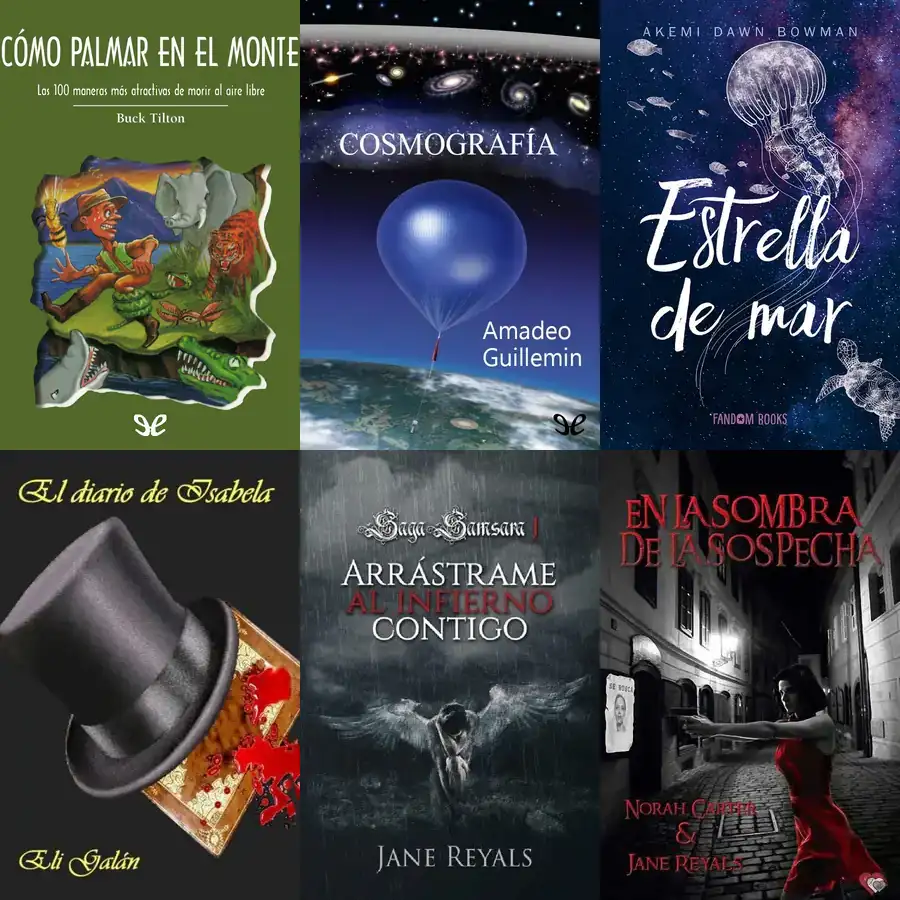 CÓMO PALMAR EN EL MONTE
Las 100 maneras más atractivas de morir al aire libre
Buck Tilton
COSMOGRAFÍA
Amadeo
Guillemin
AKEMI DAWN BOWMAN
Estrella
de mar
FANDOM BOOKS
El diario de Isabela
Eli Galán
Saga Samsara I
ARRÁSTRAME
AL INFIERNO
CONTIGO
JANE REYALS
EN LA SOMBRA
DE LA SOSPECHA
SE BUSCA
NORAH CARTER
&
JANE REYALS